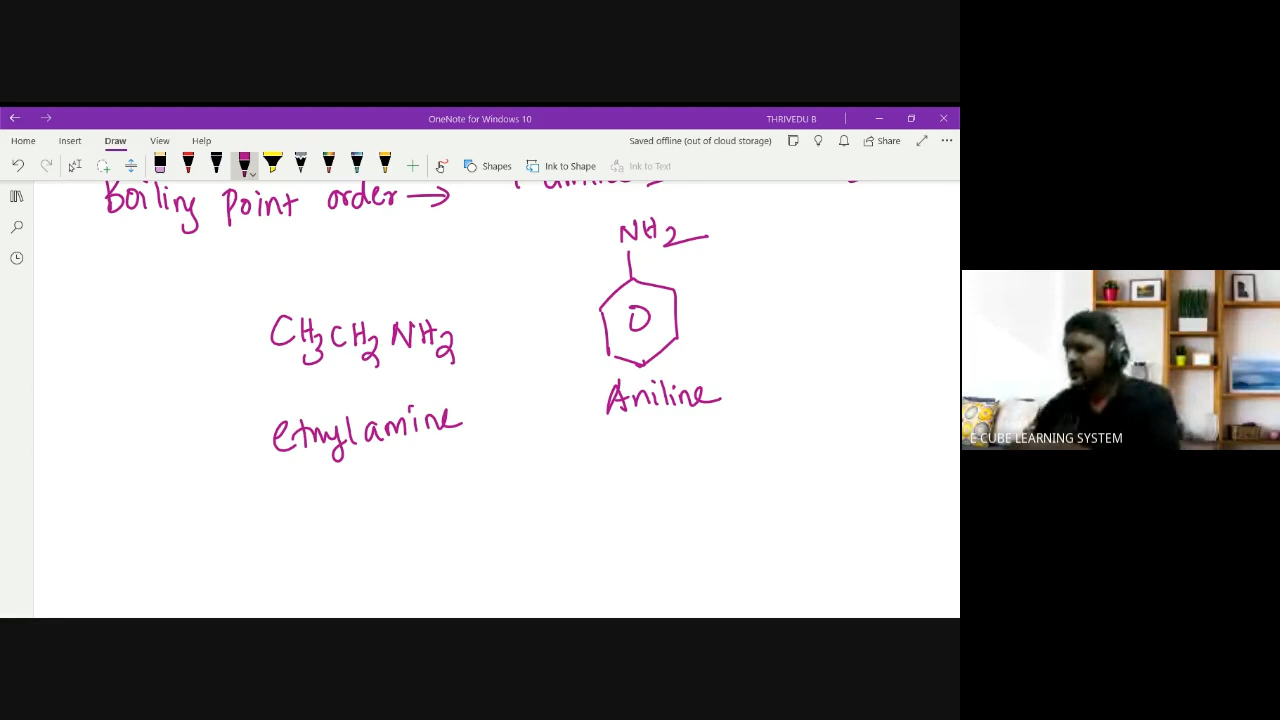 OneNote for Windows 10
THRIVEDU B
Home Insert Draw View Help
Saved offline (out of cloud storage)
Share
Shapes
Ink to Shape
Ink to Text
Boiling point order →
NH2
CH3CH2NH2
Aniline
ethylamine
E CUBE LEARNING SYSTEM